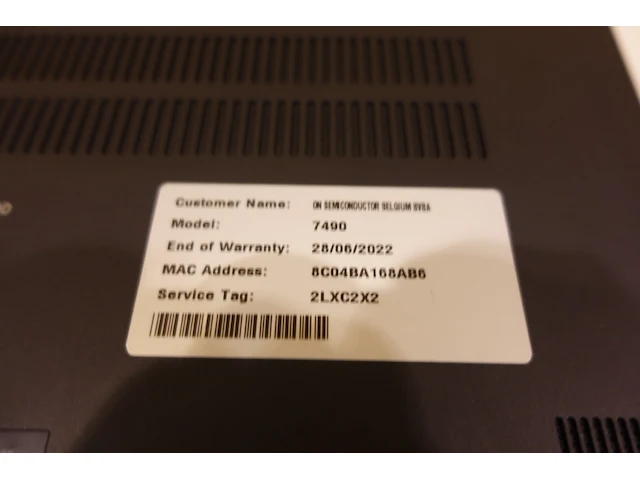 Customer Name: ON SEMICONDUCTOR BELGIUM BVBA
Model: 7490
End of Warranty: 28/06/2022
MAC Address: 8C04BA168AB6
Service Tag: 2LXC2X2